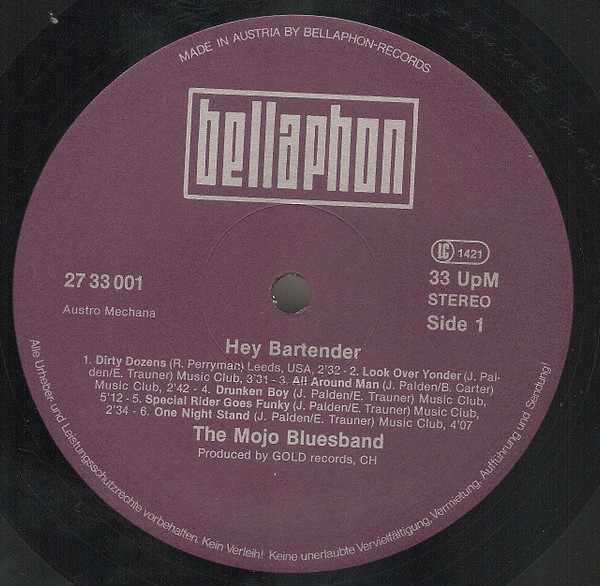 MADE IN AUSTRIA BY BELLAPHON-RECORDS
bellaphon
LC 1421
27 33 001
33 UpM
Austro Mechana
STEREO
Side 1
Hey Bartender
1. Dirty Dozens (R. Perryman) Leeds, USA, 2'32 - 2. Look Over Yonder (J. Pal-
den/E. Trauner) Music Club, 3'31 - 3. All Around Man (J. Palden/B. Carter)
Music Club, 2'42 - 4. Drunken Boy (J. Palden/E. Trauner) Music Club,
5'12 - 5. Special Rider Goes Funky (J. Palden/E. Trauner) Music Club,
2'34 - 6. One Night Stand (J. Palden/E. Trauner) Music Club, 4'07
The Mojo Bluesband
Produced by GOLD records, CH
Alle Urheber- und Leistungsschutzrechte vorbehalten. Kein Verleih! Keine unerlaubte Vervielfältigung, Vermietung, Aufführung und Sendung!